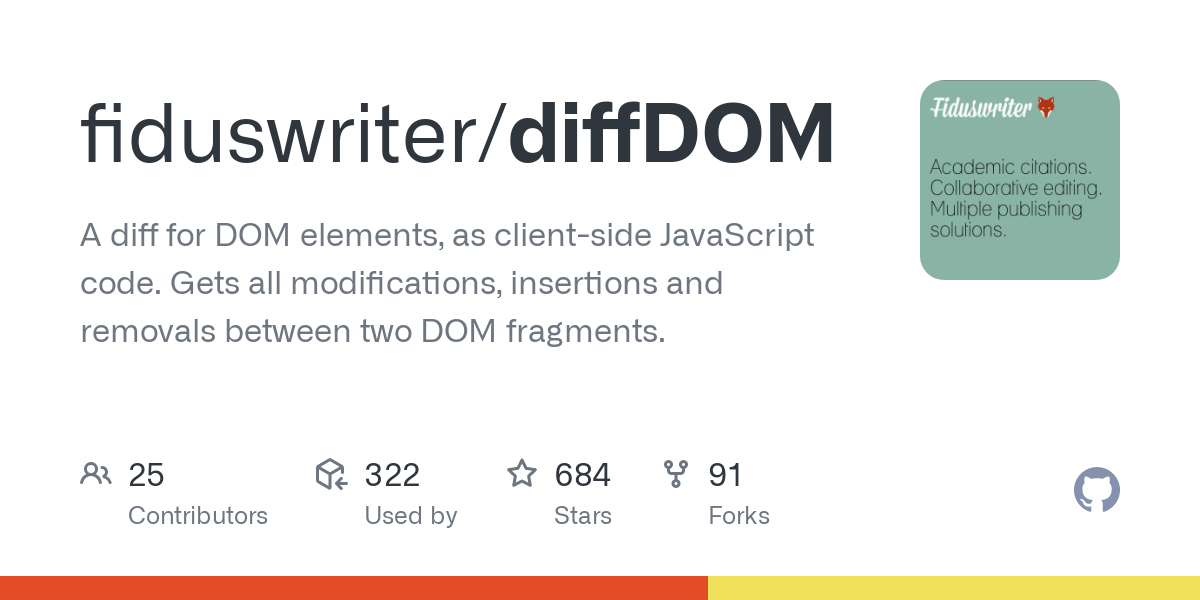 fiduswriter/diffDOM
A diff for DOM elements, as client-side JavaScript
code. Gets all modifications, insertions and
removals between two DOM fragments.
Fiduswriter
Academic citations.
Collaborative editing.
Multiple publishing
solutions.
25
Contributors
322
Used by
684
Stars
91
Forks